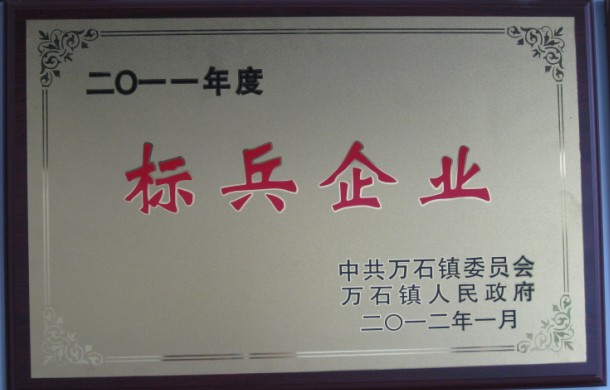 二〇一一年度
标兵企业
中共万石镇委员会
万石镇人民政府
二〇一二年一月